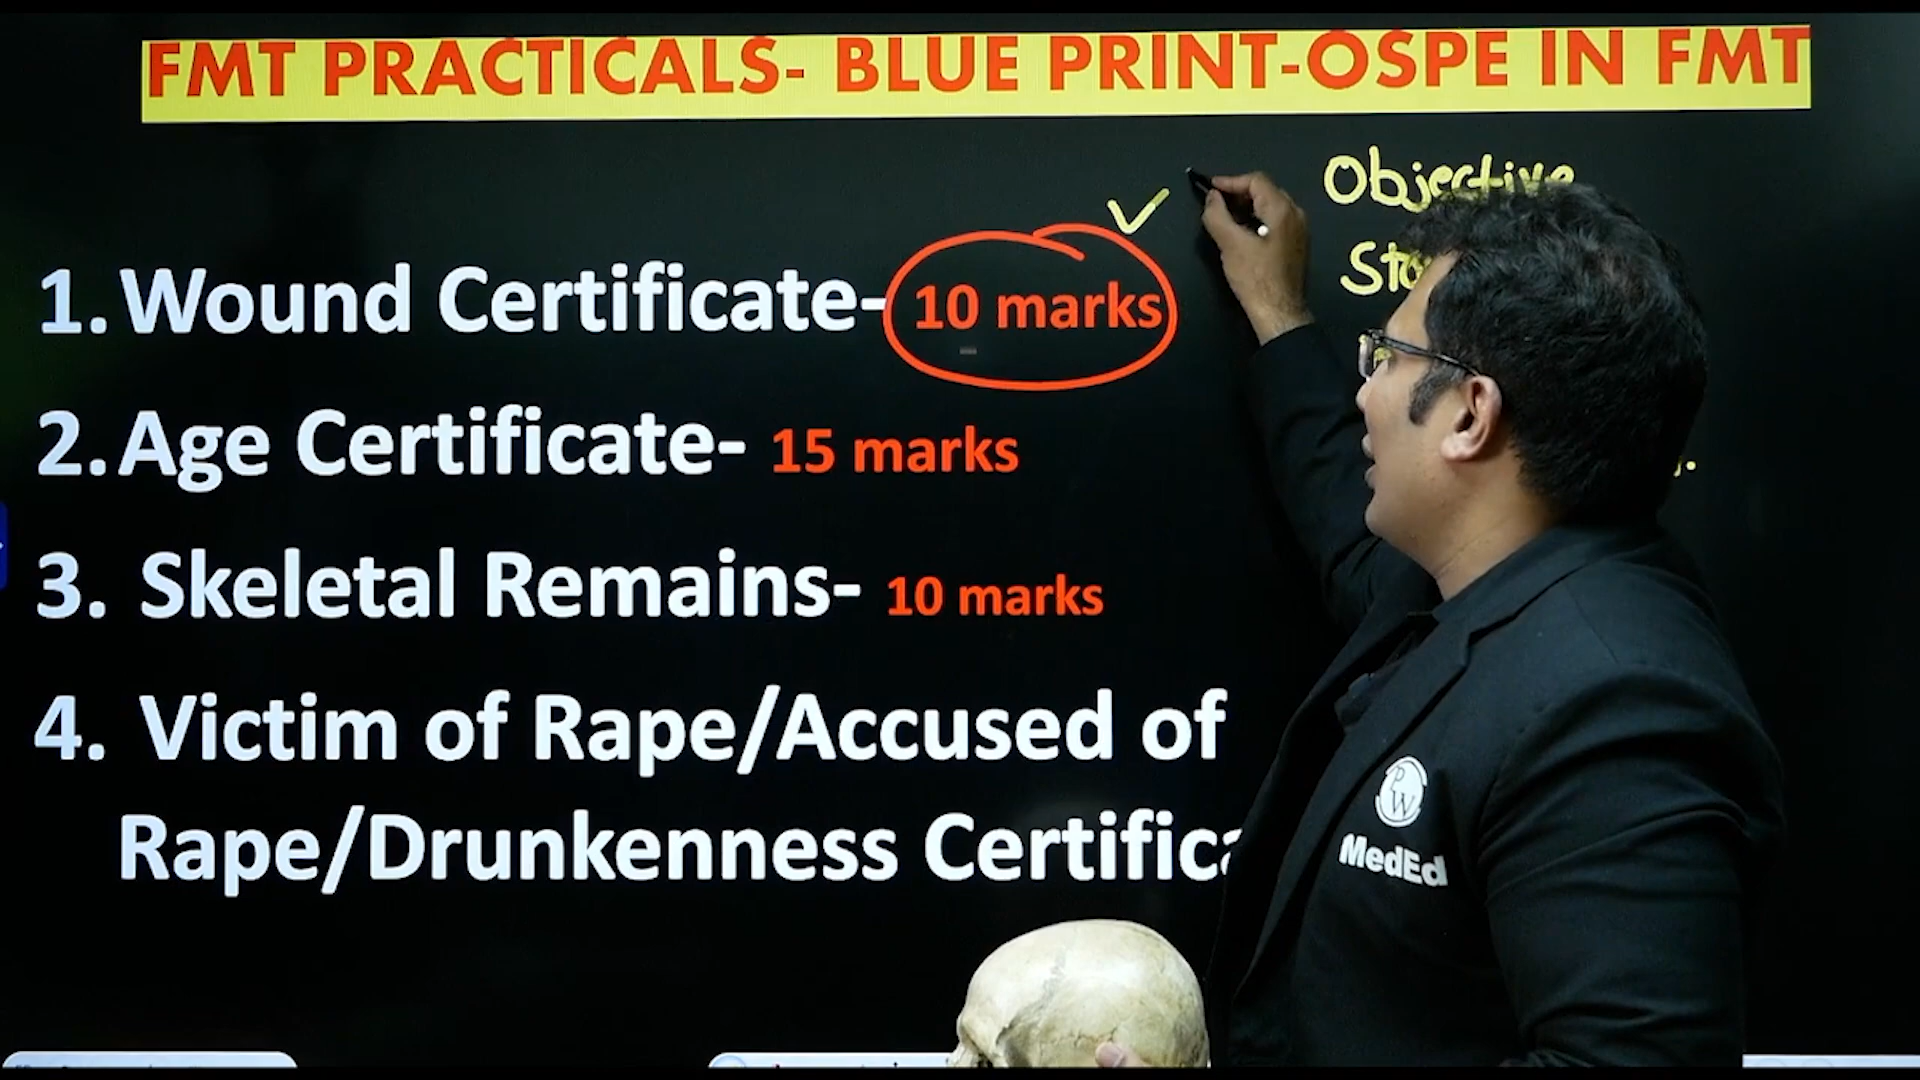 FMT PRACTICALS- BLUE PRINT-OSPE IN FMT
Objective
1. Wound Certificate- 10 marks
2. Age Certificate- 15 marks
3. Skeletal Remains- 10 marks
4. Victim of Rape/Accused of
Rape/Drunkenness
PW
MedEd